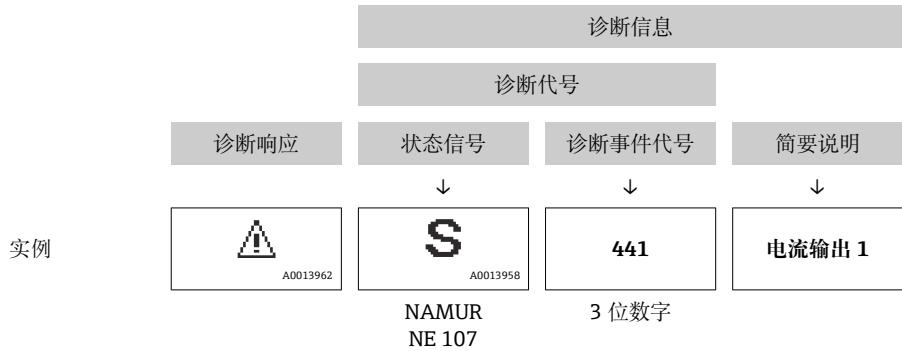 诊断信息
诊断代号
诊断响应 状态信号 诊断事件代号 简要说明
↓ ↓ ↓
实例 S 441 电流输出 1
A0013962 A0013958
NAMUR 3 位数字
NE 107